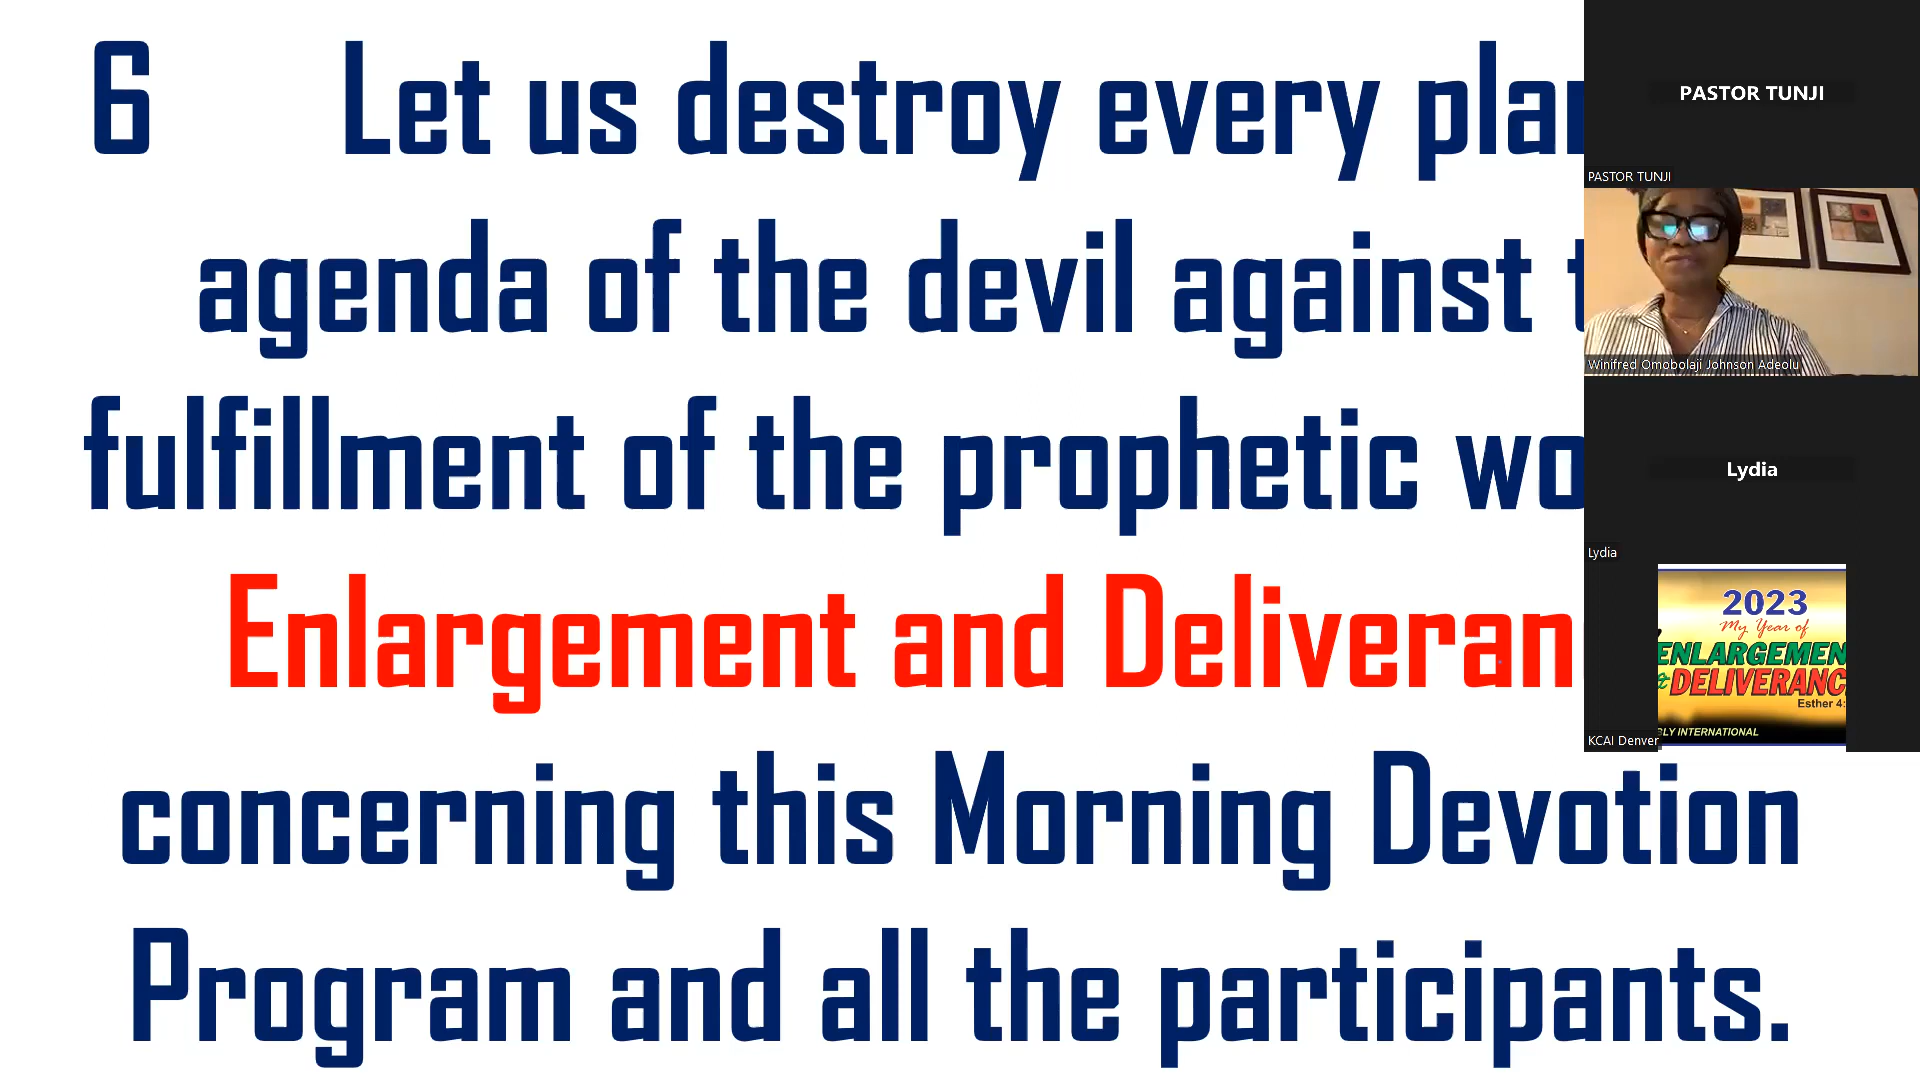 6 Let us destroy every plan
agenda of the devil against t
fulfillment of the prophetic wo
Enlargement and Deliveran
concerning this Morning Devotion
Program and all the participants.
PASTOR TUNJI
PASTOR TUNJI
Winifred Omobolaji Johnson Adeolu
Lydia
Lydia
2023
My Year of
ENLARGEMEN
& DELIVERANC
Esther 4:
BLY INTERNATIONAL
KCAI Denver